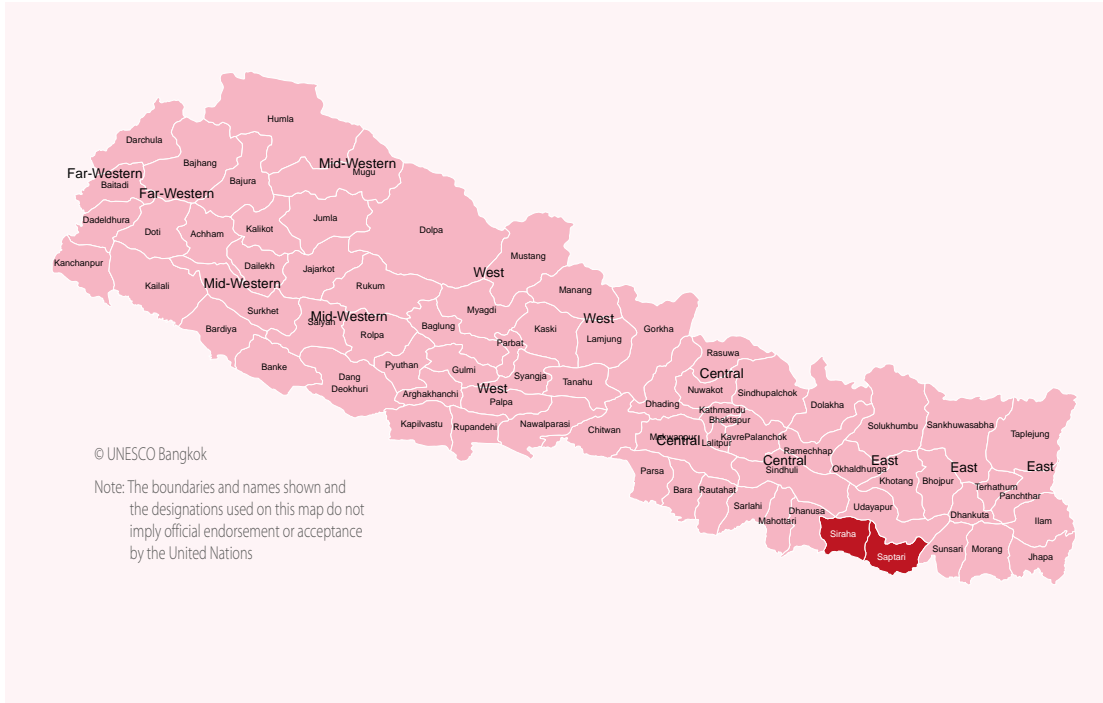 Humla
Darchula
Bajhang
Mid-Western
Mugu
Far-Western
Baitadi
Bajura
Far-Western
Dadeldhura
Doti
Achham
Kalikot
Jumla
Dolpa
Mustang
Kanchanpur
Kailali
Dailekh
Jajarkot
West
Mid-Western
Rukum
Manang
Surkhet
Mid-Western
Salyan
Bardiya
Rolpa
Baglung
Myagdi
West
Kaski
Lamjung
Gorkha
Parbat
Banke
Dang
Deokhuri
Pyuthan
Gulmi
Syangja
Tanahu
Arghakhanchi
West
Palpa
Rasuwa
Central
Nuwakot
Sindhupalchok
Dhading
Kathmandu
Bhaktapur
Dolakha
Kapilvastu
Rupandehi
Nawalparasi
Chitwan
Makwanpur
Central
Lalitpur
KavrePalanchok
Ramechhap
Solukhumbu
Sankhuwasabha
Taplejung
Parsa
Central
Sindhuli
Okhaldhunga
East
Khotang
Bhojpur
East
Terhathum
East
Panchthar
Bara
Rautahat
Sarlahi
Mahottari
Dhanusa
Udayapur
Dhankuta
Ilam
Siraha
Saptari
Sunsari
Morang
Jhapa
© UNESCO Bangkok
Note: The boundaries and names shown and
the designations used on this map do not
imply official endorsement or acceptance
by the United Nations